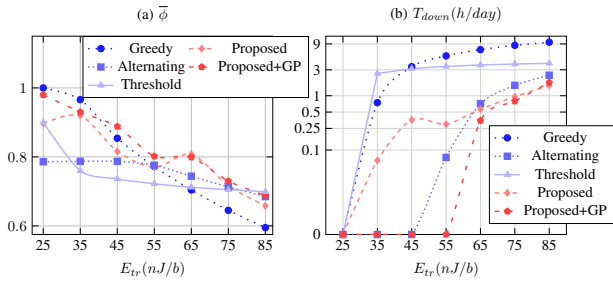 (a) ϕ̅
(b) T_down(h/day)
Greedy
Proposed
Alternating
Proposed+GP
Threshold
1
0.8
0.6
25 35 45 55 65 75 85
E_tr(nJ/b)
9
3
1
0.5
0.25
0.1
0
Greedy
Alternating
Threshold
Proposed
Proposed+GP
25 35 45 55 65 75 85
E_tr(nJ/b)